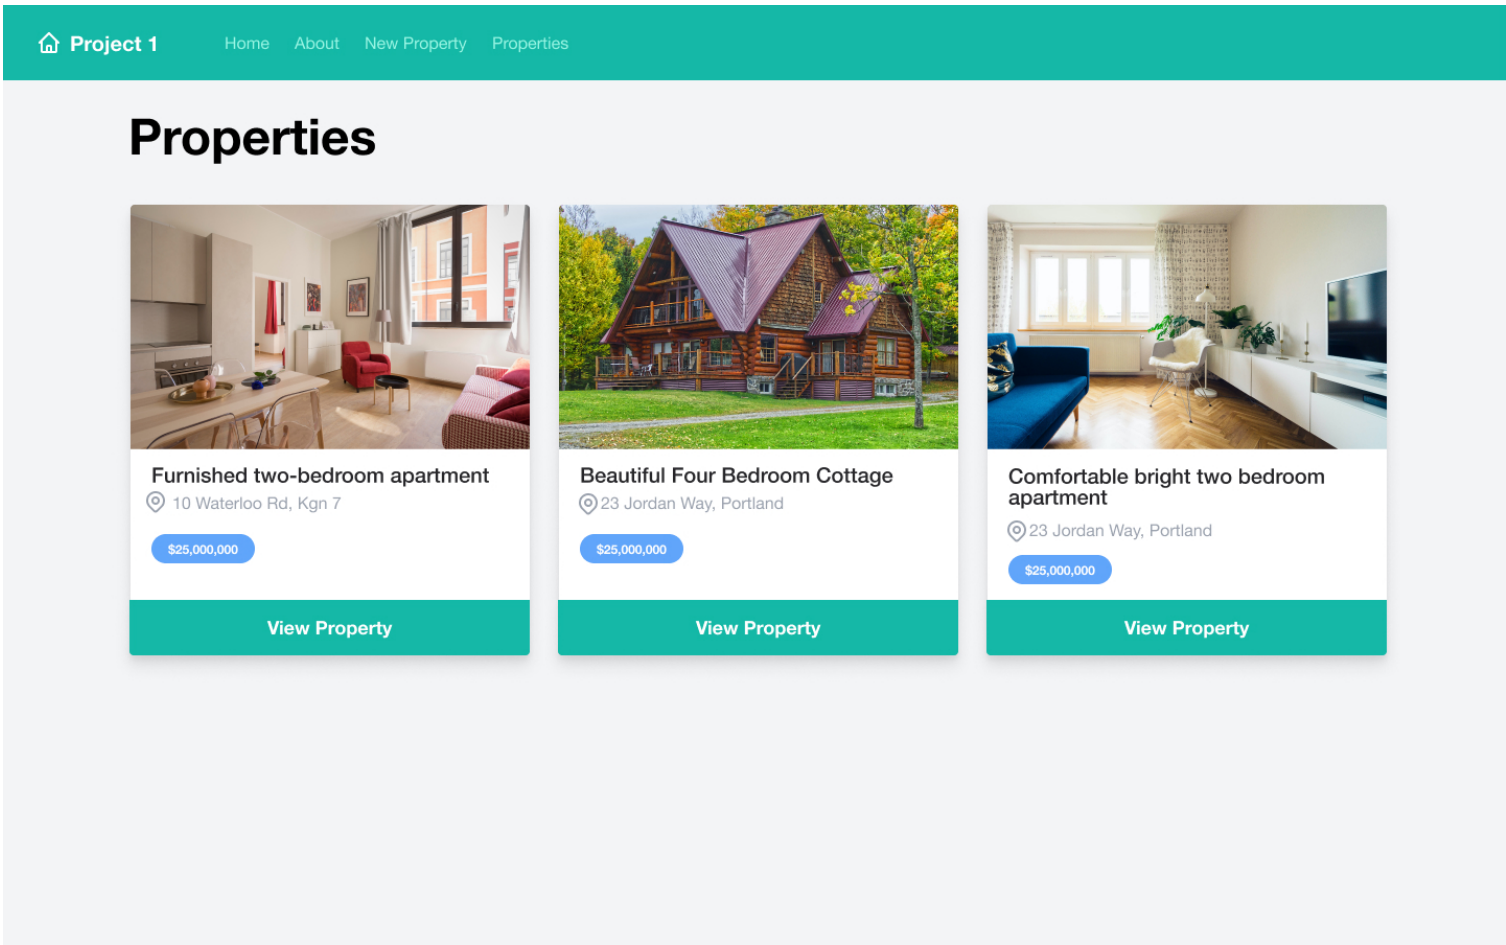 Project 1 Home About New Property Properties
Properties
Furnished two-bedroom apartment
10 Waterloo Rd, Kgn 7
$25,000,000
View Property
Beautiful Four Bedroom Cottage
23 Jordan Way, Portland
$25,000,000
View Property
Comfortable bright two bedroom
apartment
23 Jordan Way, Portland
$25,000,000
View Property